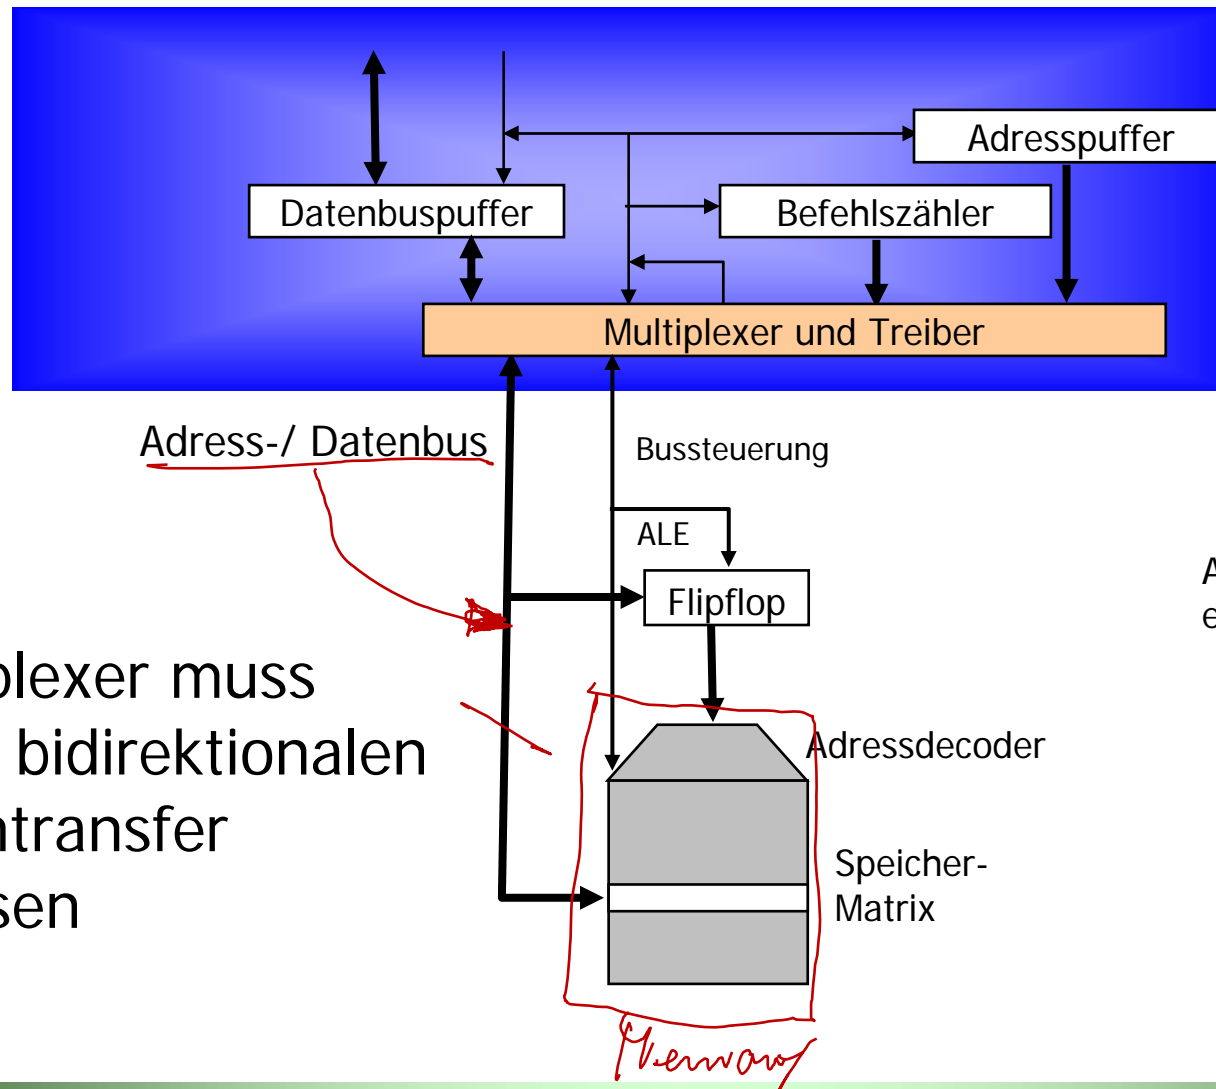 Adresspuffer
Datenbuspuffer
Befehlszähler
Multiplexer und Treiber
Adress-/ Datenbus
Bussteuerung
ALE
Flipflop
plexer muss
bidirektionalen
ntransfer
sen
Adressdecoder
Speicher-
Matrix
Memory